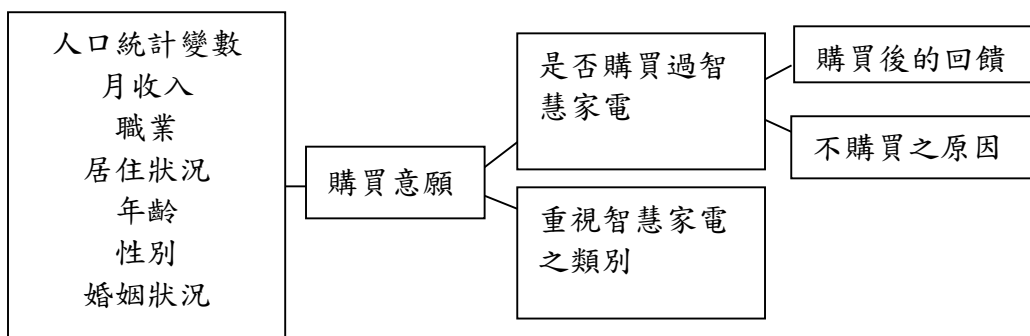 人口統計變數
月收入
職業
居住狀況
年齡
性別
婚姻狀況
購買意願
是否購買過智
慧家電
重視智慧家電
之類別
購買後的回饋
不購買之原因